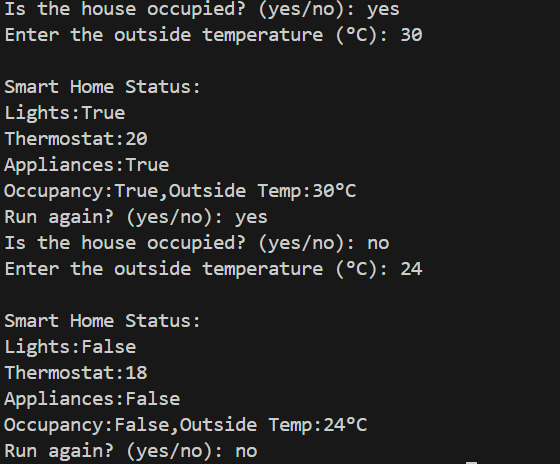 Is the house occupied? (yes/no): yes
Enter the outside temperature (°C): 30
Smart Home Status:
Lights:True
Thermostat:20
Appliances:True
Occupancy:True,Outside Temp:30°C
Run again? (yes/no): yes
Is the house occupied? (yes/no): no
Enter the outside temperature (°C): 24
Smart Home Status:
Lights:False
Thermostat:18
Appliances:False
Occupancy:False,Outside Temp:24°C
Run again? (yes/no): no